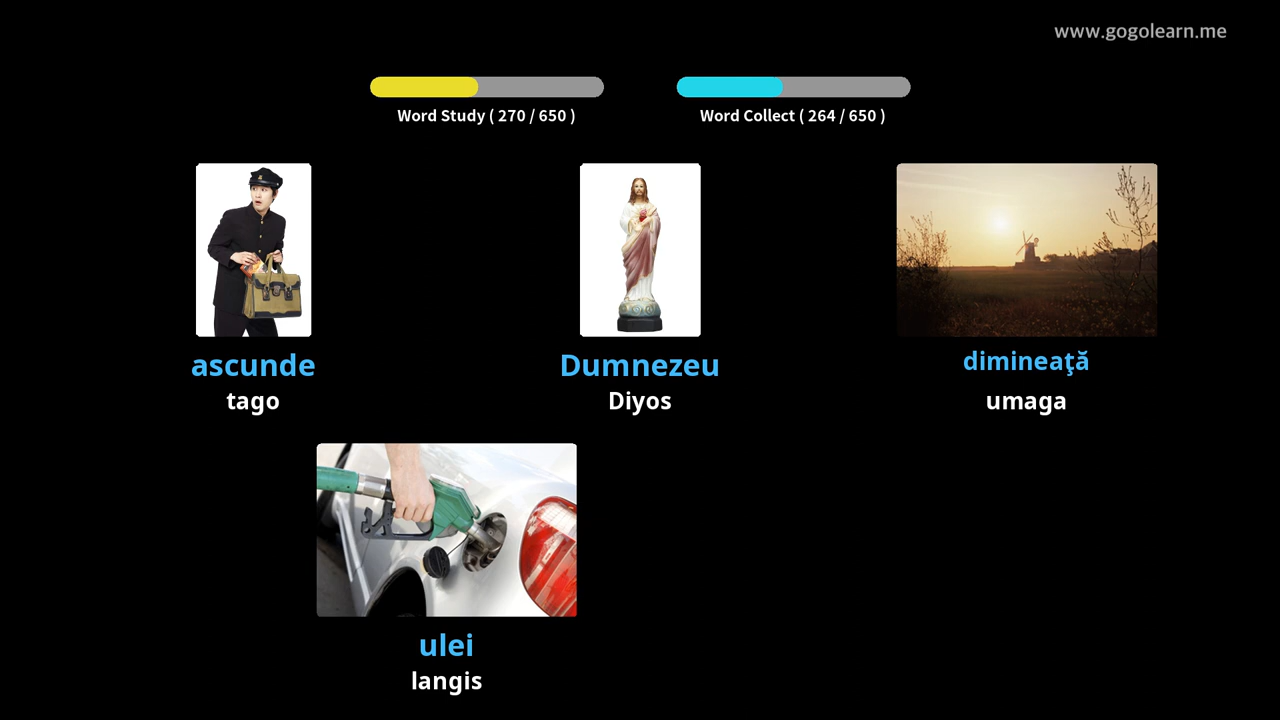 www.gogolearn.me
Word Study ( 270 / 650 )
Word Collect ( 264 / 650 )
ascunde
tago
Dumnezeu
Diyos
dimineaţă
umaga
ulei
langis